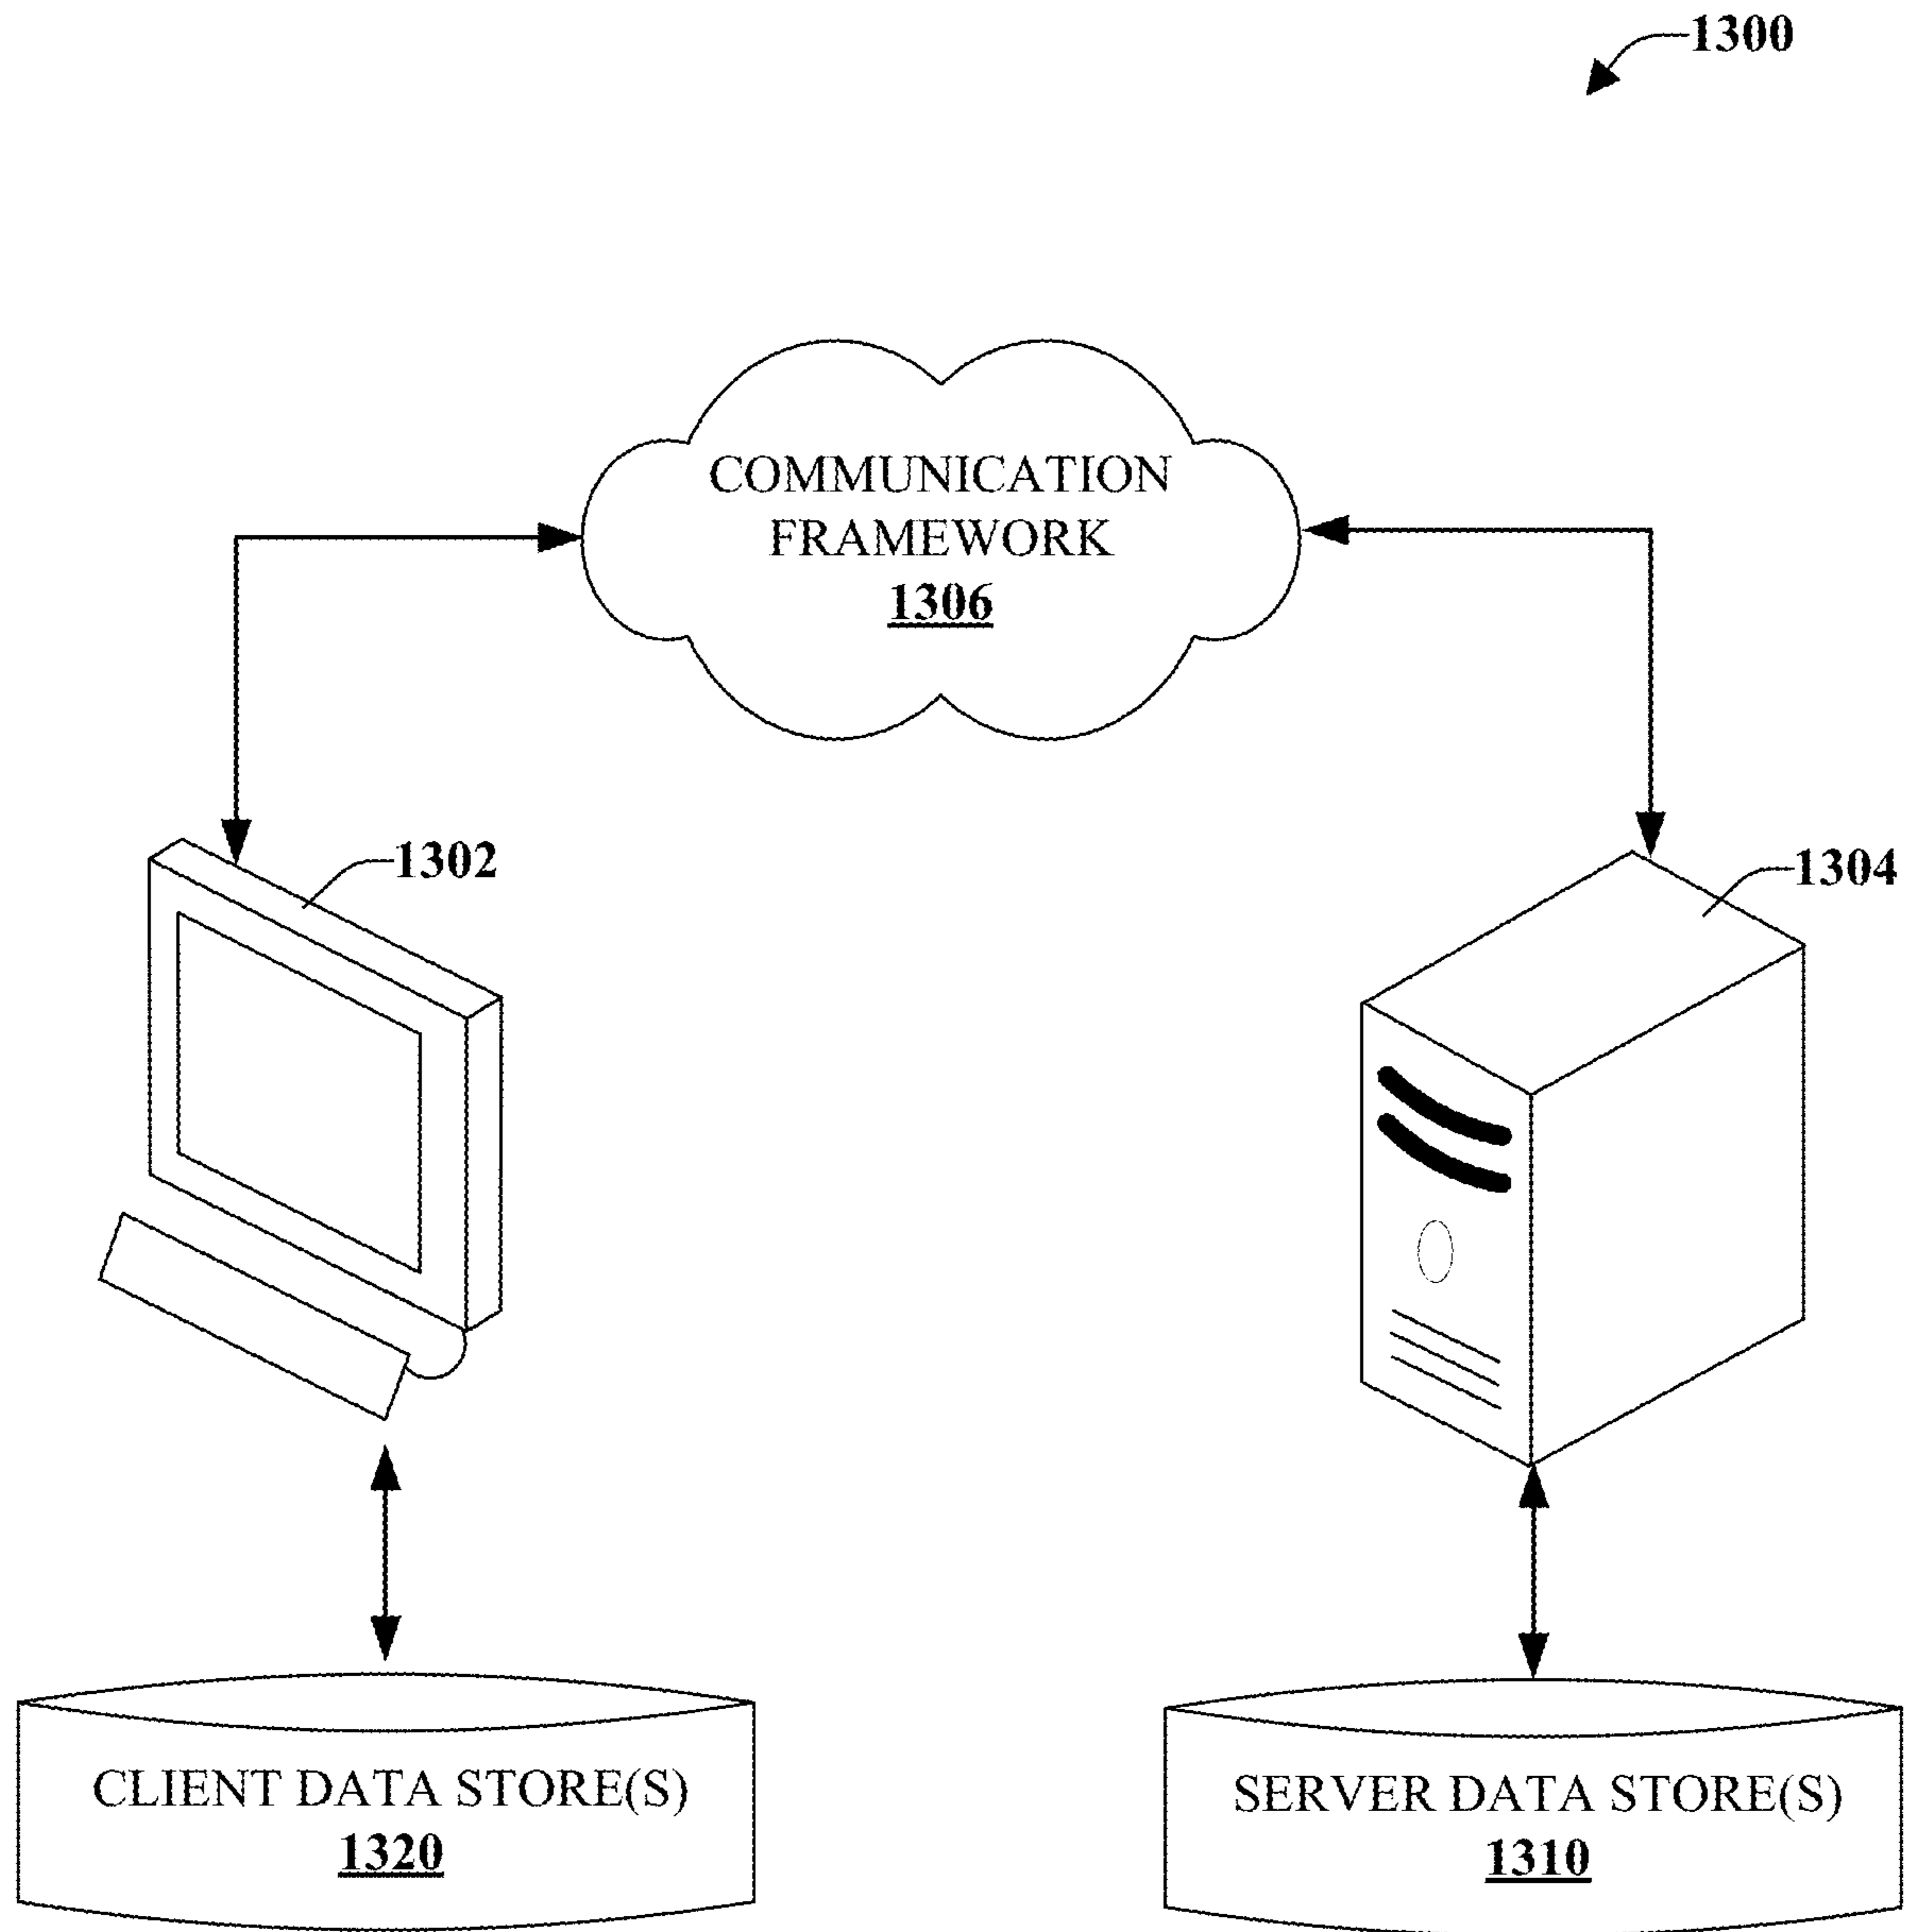 1300
COMMUNICATION
FRAMEWORK
1306
1302
1304
CLIENT DATA STORE(S)
1320
SERVER DATA STORE(S)
1310